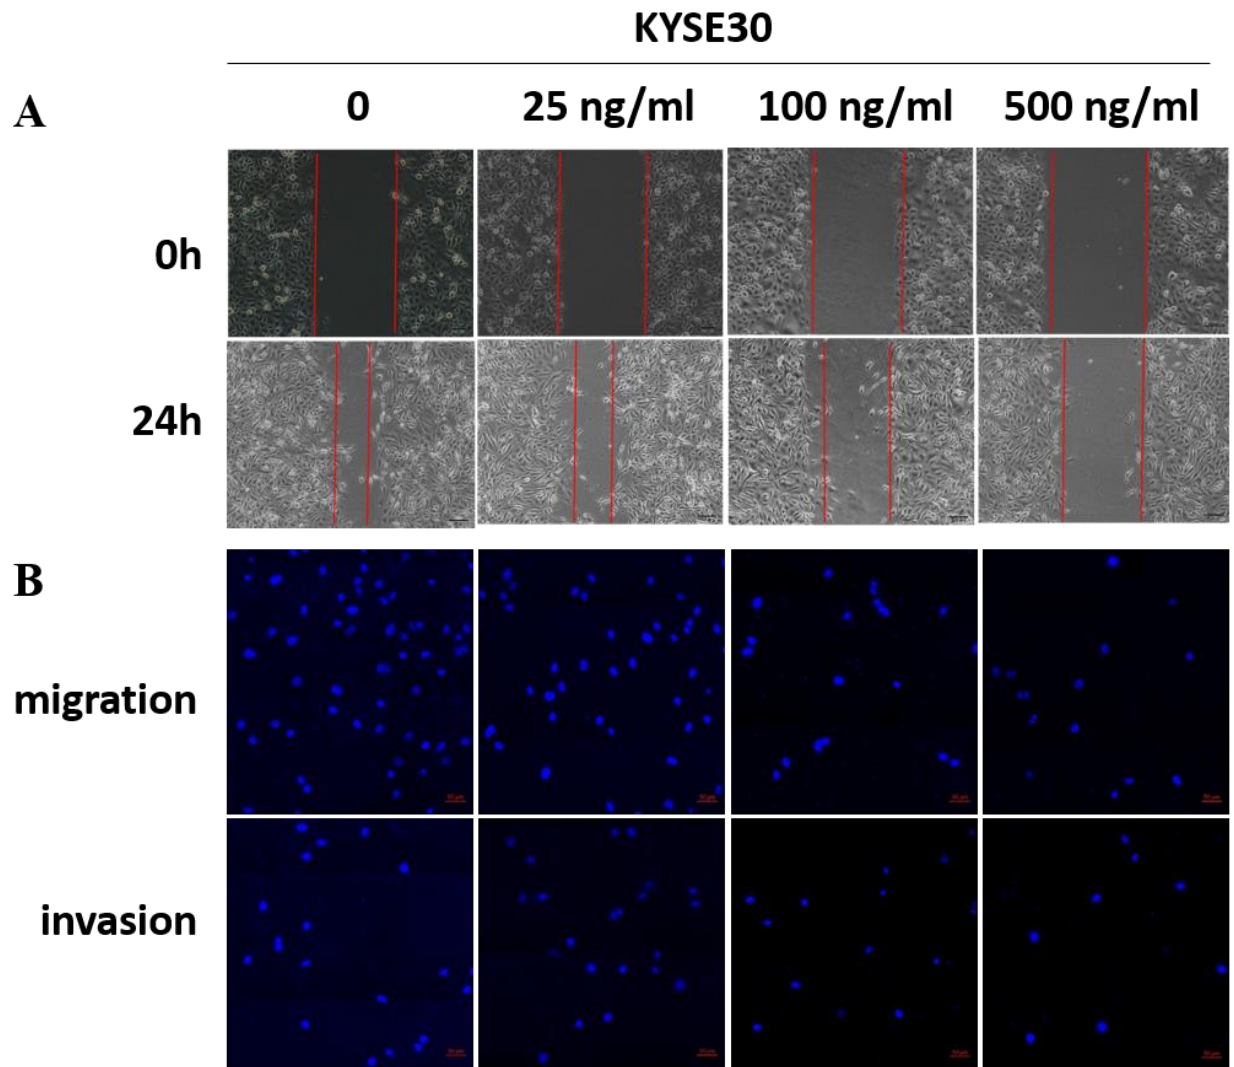 KYSE30
A
0 25 ng/ml 100 ng/ml 500 ng/ml
0h
24h
B
migration
invasion